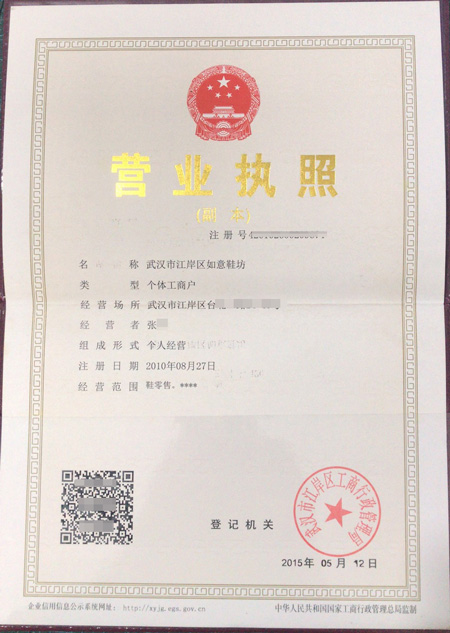 营业执照
(副 本)
注 册 号
名 称 武汉市江岸区如意鞋坊
类 型 个体工商户
经 营 场 所 武汉市江岸区台
经 营 者 张
组 成 形 式 个人经营
注 册 日 期 2010年08月27日
经 营 范 围 鞋零售。****
武汉市江岸区工商行政管理局
登 记 机 关
2015年 05 月 12 日
企业信用信息公示系统网址: http://xyjg.egs.gov.cn
中华人民共和国国家工商行政管理总局监制